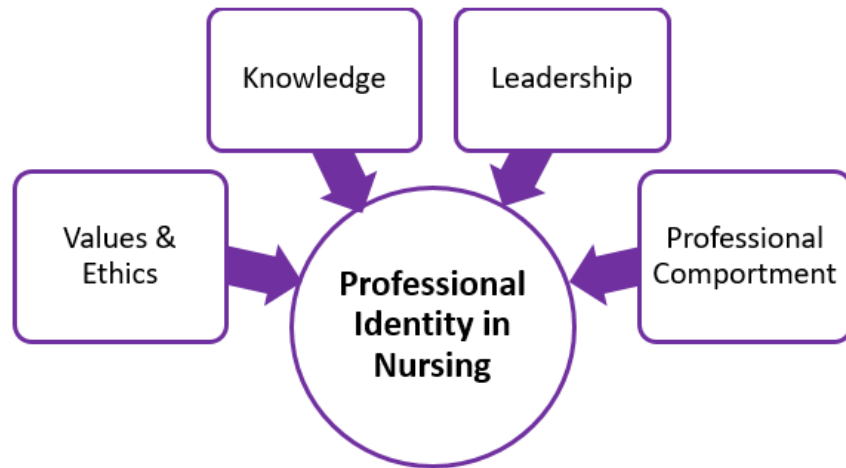 Knowledge
Leadership
Values &
Ethics
Professional
Comportment
Professional
Identity in
Nursing